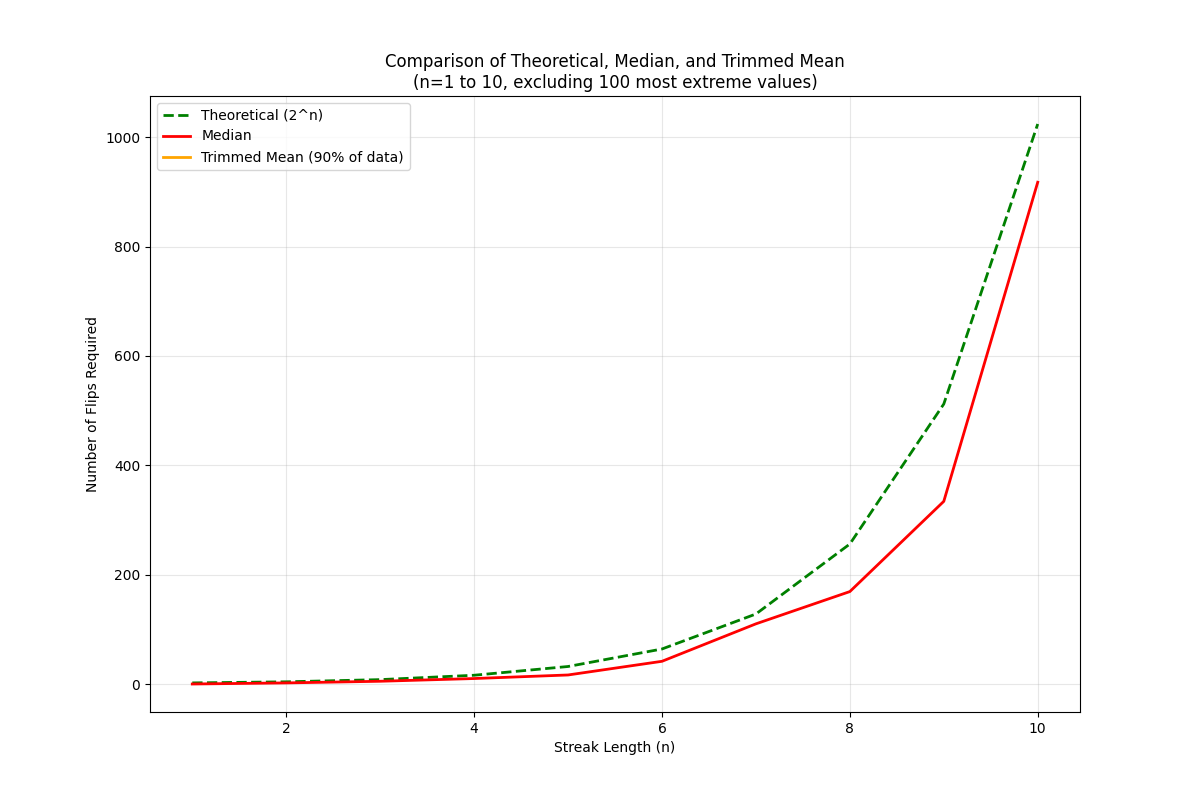 Comparison of Theoretical, Median, and Trimmed Mean
(n=1 to 10, excluding 100 most extreme values)
Theoretical (2^n)
Median
Trimmed Mean (90% of data)
1000
800
600
400
200
0
Number of Flips Required
2
4
6
8
10
Streak Length (n)